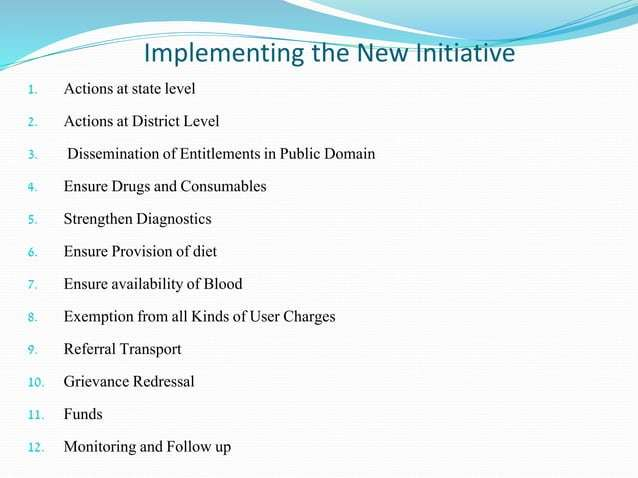 Implementing the New Initiative
1. Actions at state level
2. Actions at District Level
3. Dissemination of Entitlements in Public Domain
4. Ensure Drugs and Consumables
5. Strengthen Diagnostics
6. Ensure Provision of diet
7. Ensure availability of Blood
8. Exemption from all Kinds of User Charges
9. Referral Transport
10. Grievance Redressal
11. Funds
12. Monitoring and Follow up